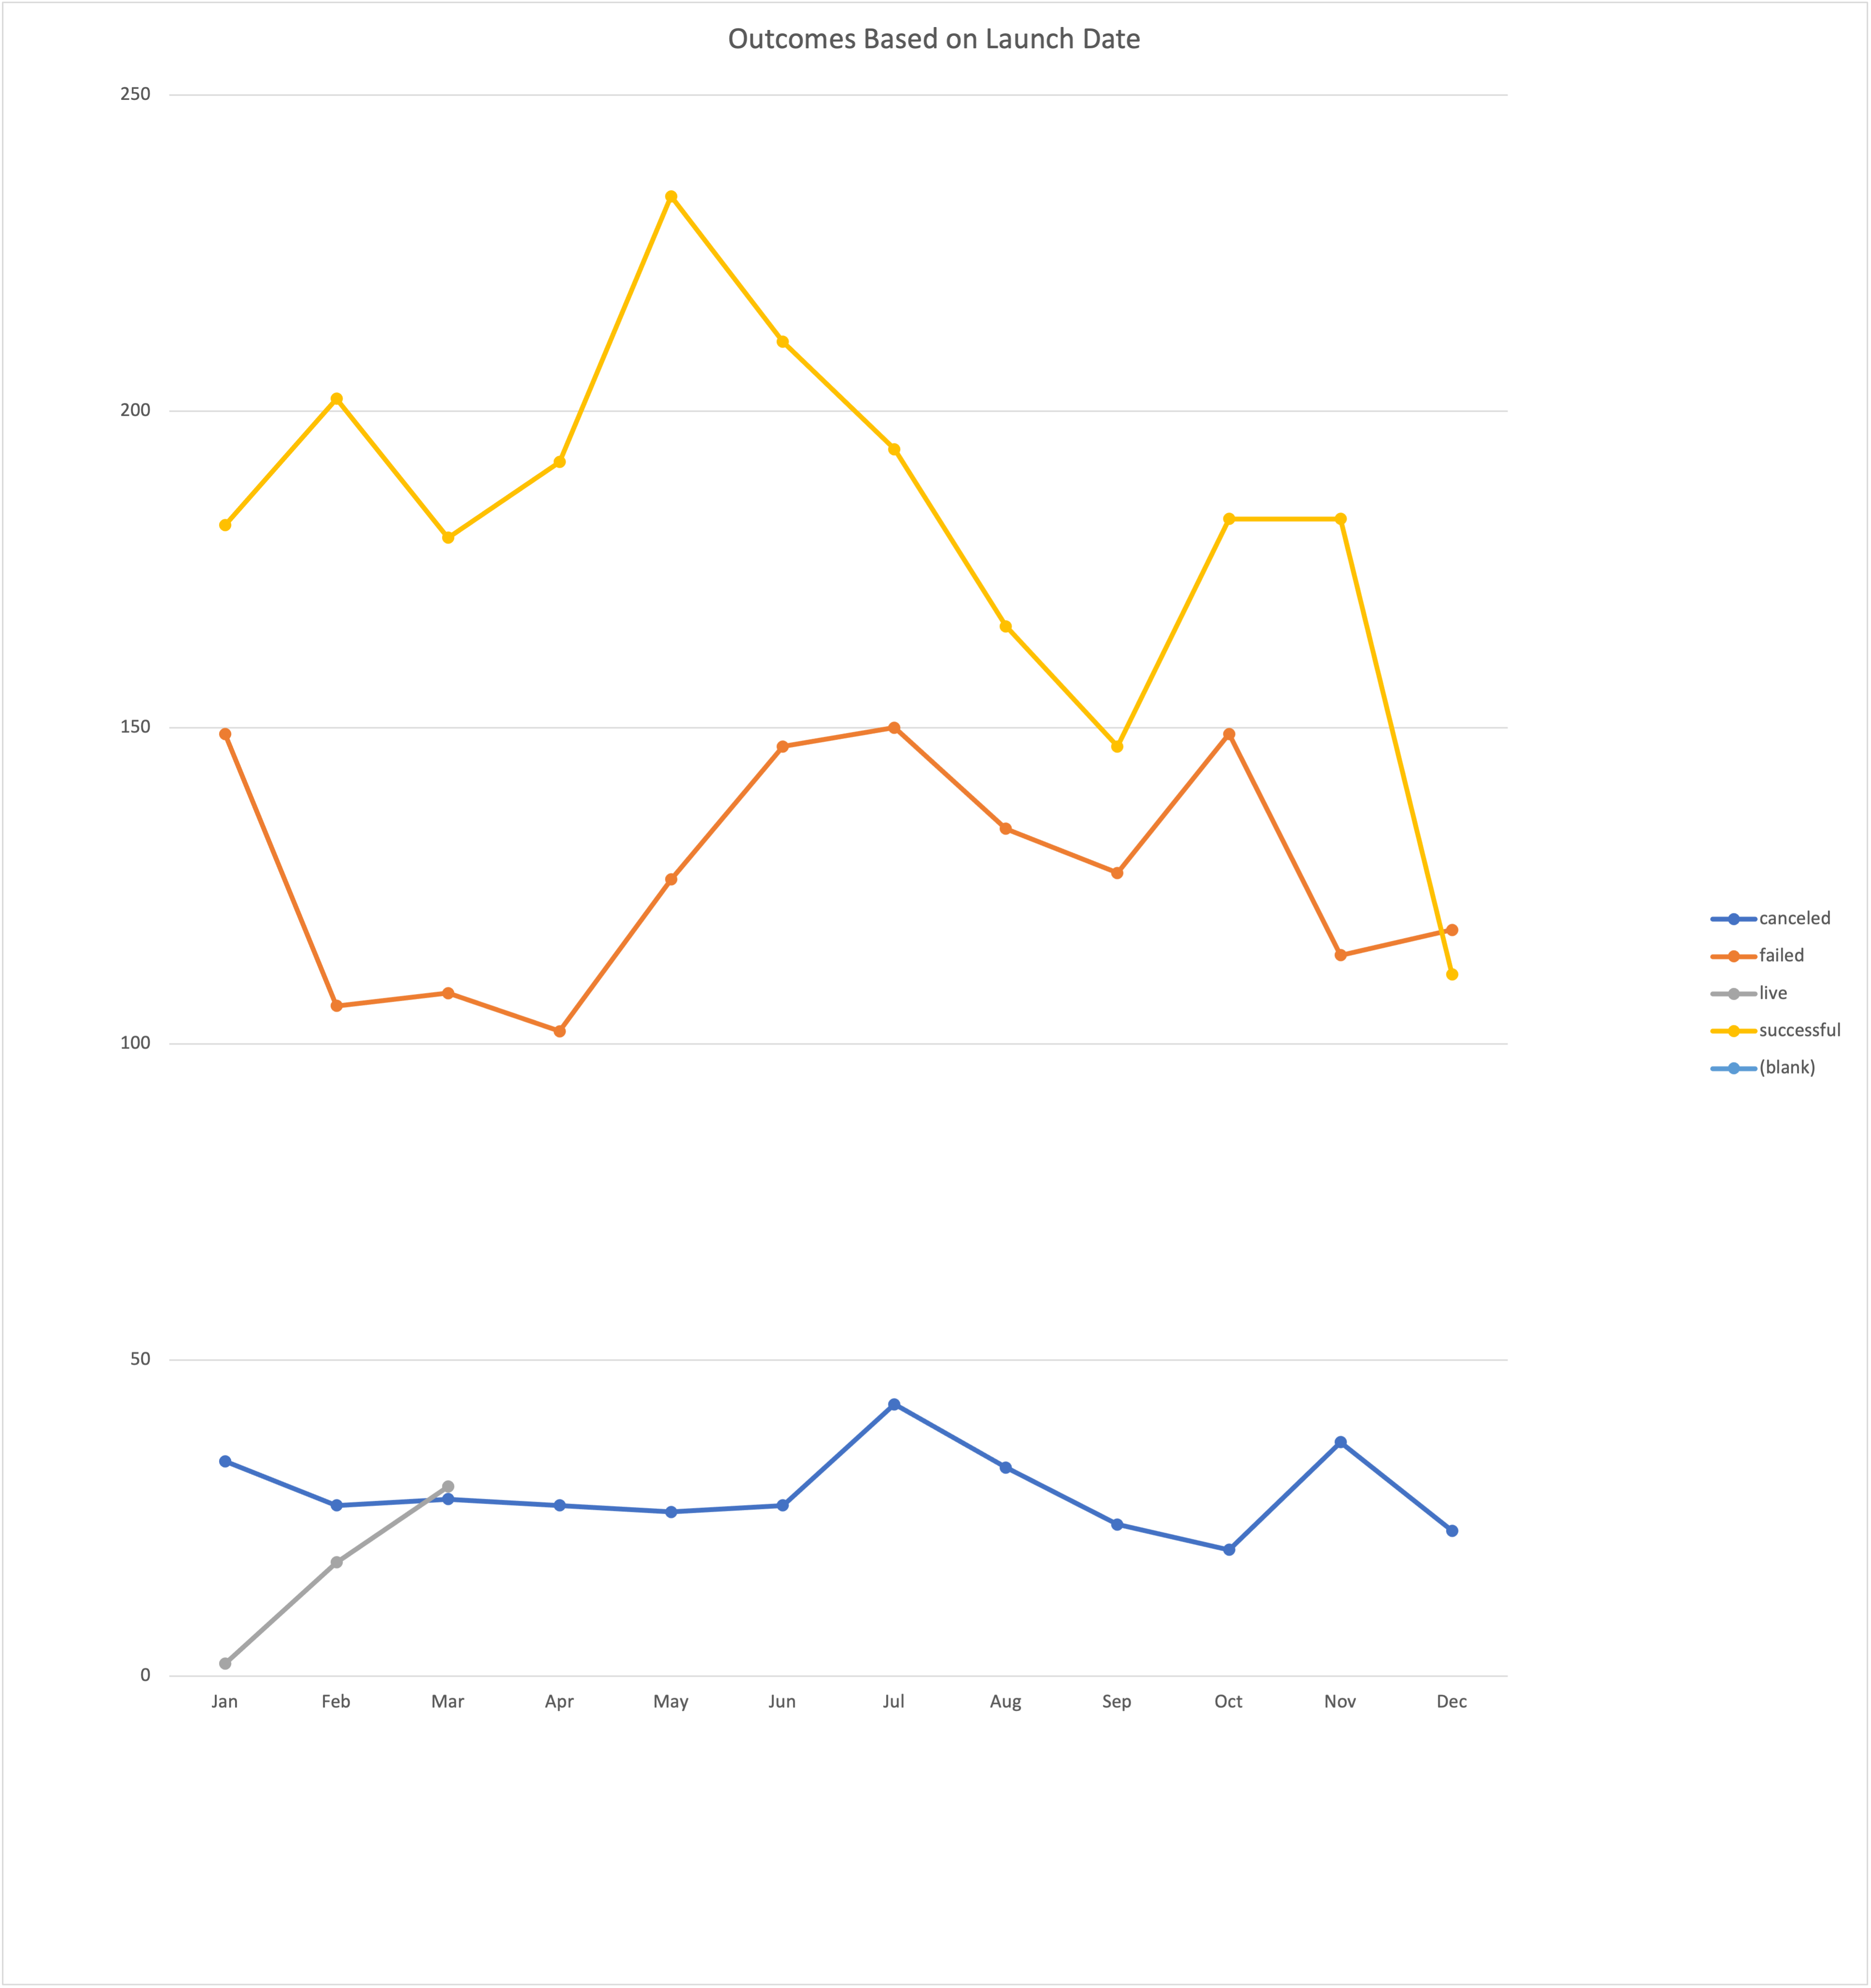 Outcomes Based on Launch Date
250
200
150
100
50
0
Jan Feb Mar Apr May Jun Jul Aug Sep Oct Nov Dec
canceled
failed
live
successful
(blank)